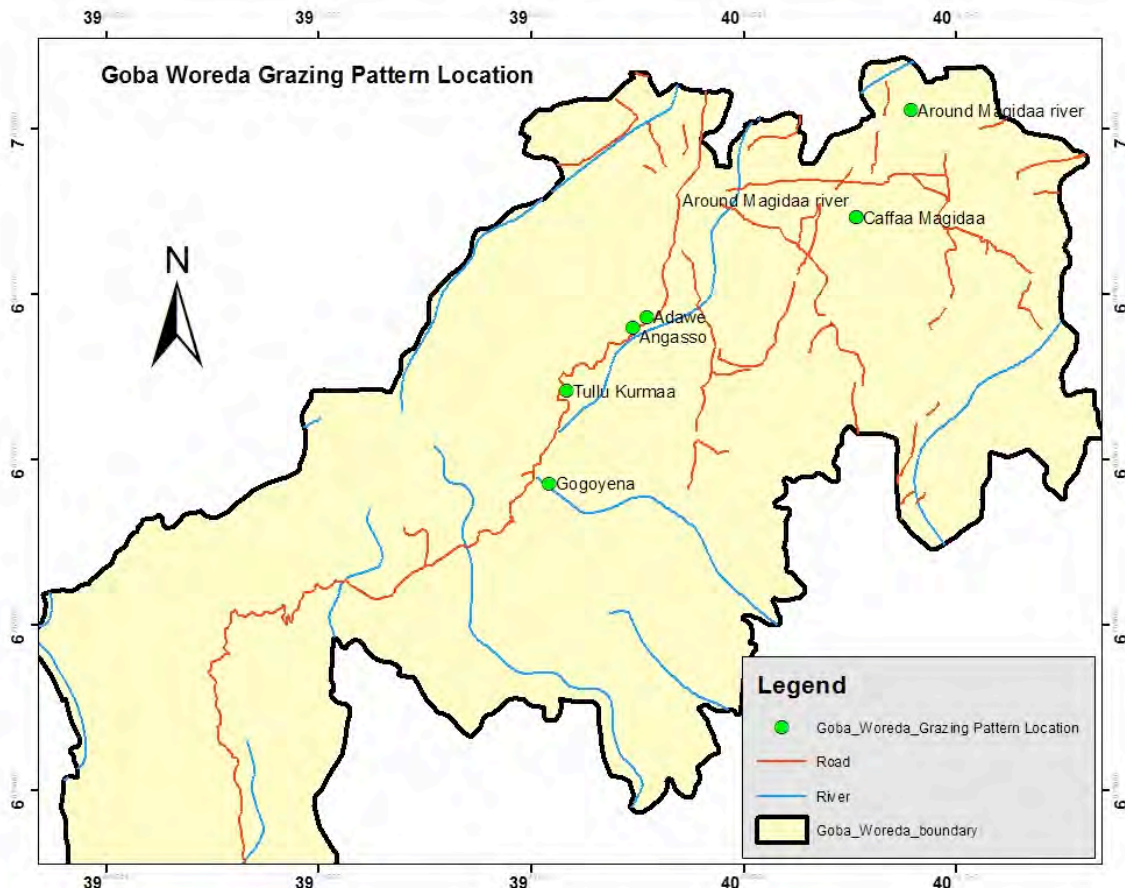 39 39 39 40 40
Goba Woreda Grazing Pattern Location
Around Magidaa river
7 7
Around Magidaa river
Caffaa Magidaa
N
6 6
Adawe
Angasso
Tullu Kurmaa
6 6
Gogoyena
6 6
Legend
Goba_Woreda_Grazing Pattern Location
Road
6 6
River
Goba_Woreda_boundary
39 39 39 40 40